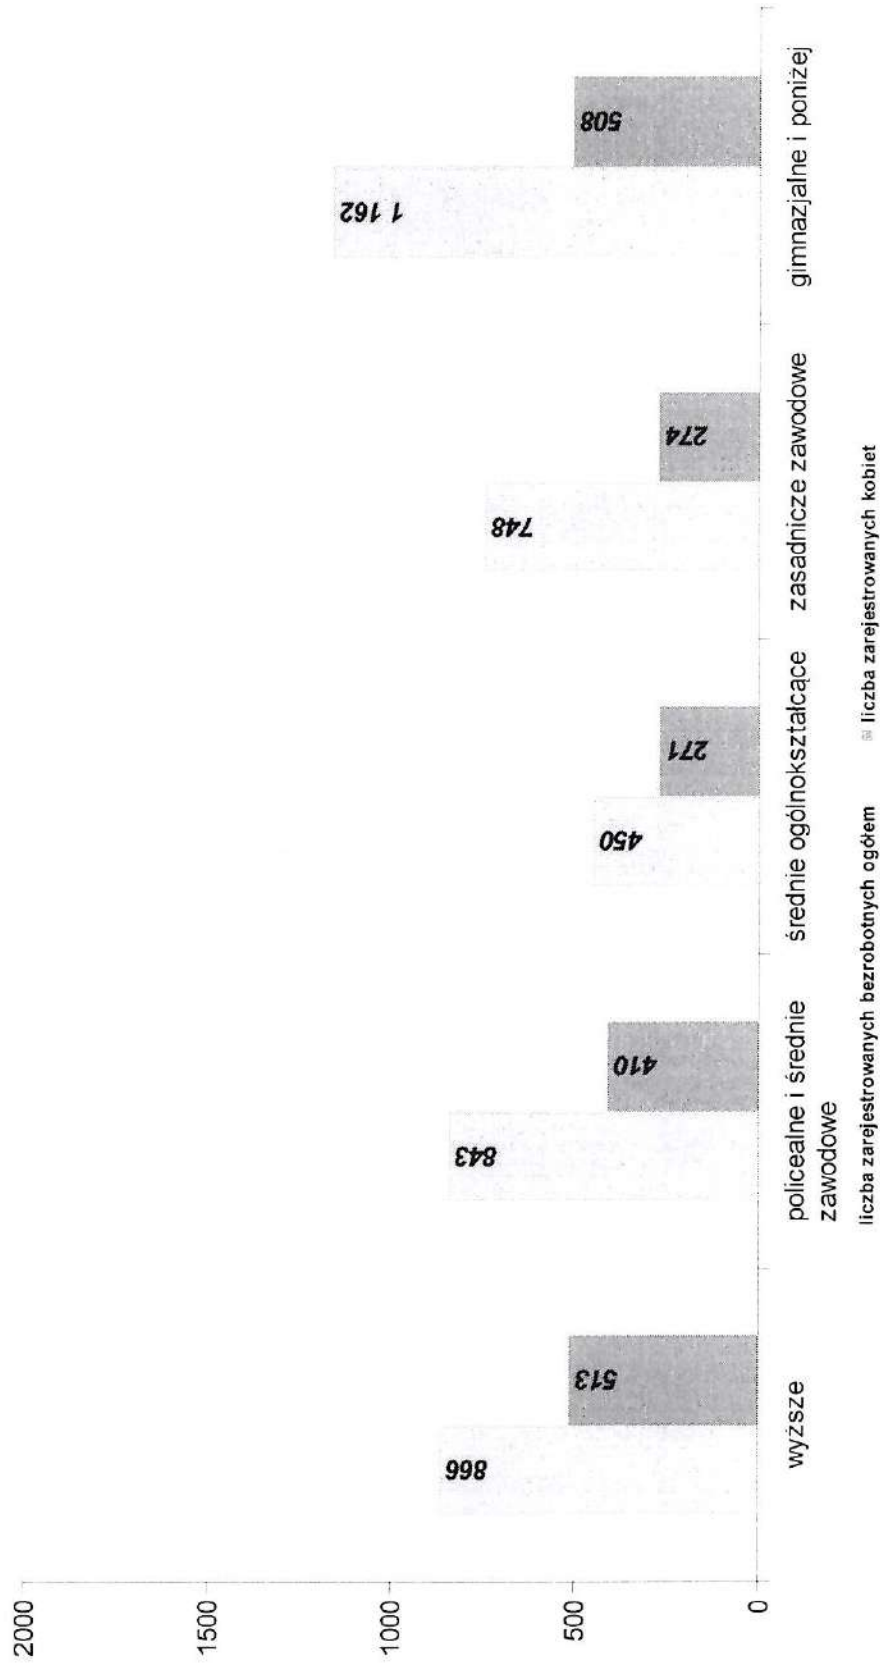 2000
1500
1000
500
0
866
513
843
410
450
271
748
274
1 162
508
wyższe
policealne i średnie
zawodowe
średnie ogólnokształcące
zasadnicze zawodowe
gimnazjalne i poniżej
liczba zarejestrowanych bezrobotnych ogółem
liczba zarejestrowanych kobiet